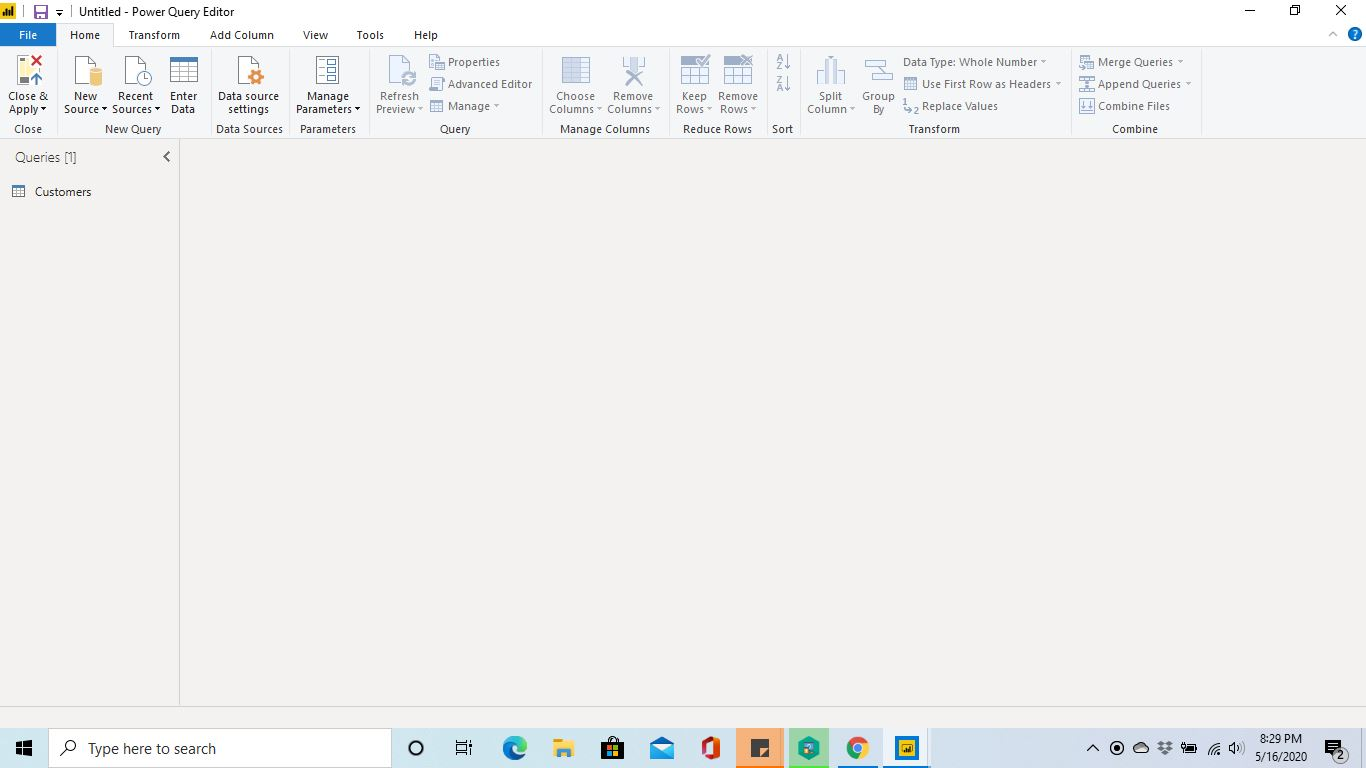 Untitled - Power Query Editor
File Home Transform Add Column View Tools Help
?
Close & Apply
New Source
Recent Sources
Enter Data
Data source settings
Manage Parameters
Refresh Preview
Properties
Advanced Editor
Manage
Choose Columns
Remove Columns
Keep Rows
Remove Rows
A Z
Z A
Split Column
Group By
Data Type: Whole Number
Use First Row as Headers
1 2 Replace Values
Merge Queries
Append Queries
Combine Files
Close New Query Data Sources Parameters Query Manage Columns Reduce Rows Sort Transform Combine
Queries [1]
Customers
Type here to search
8:29 PM
5/16/2020
2